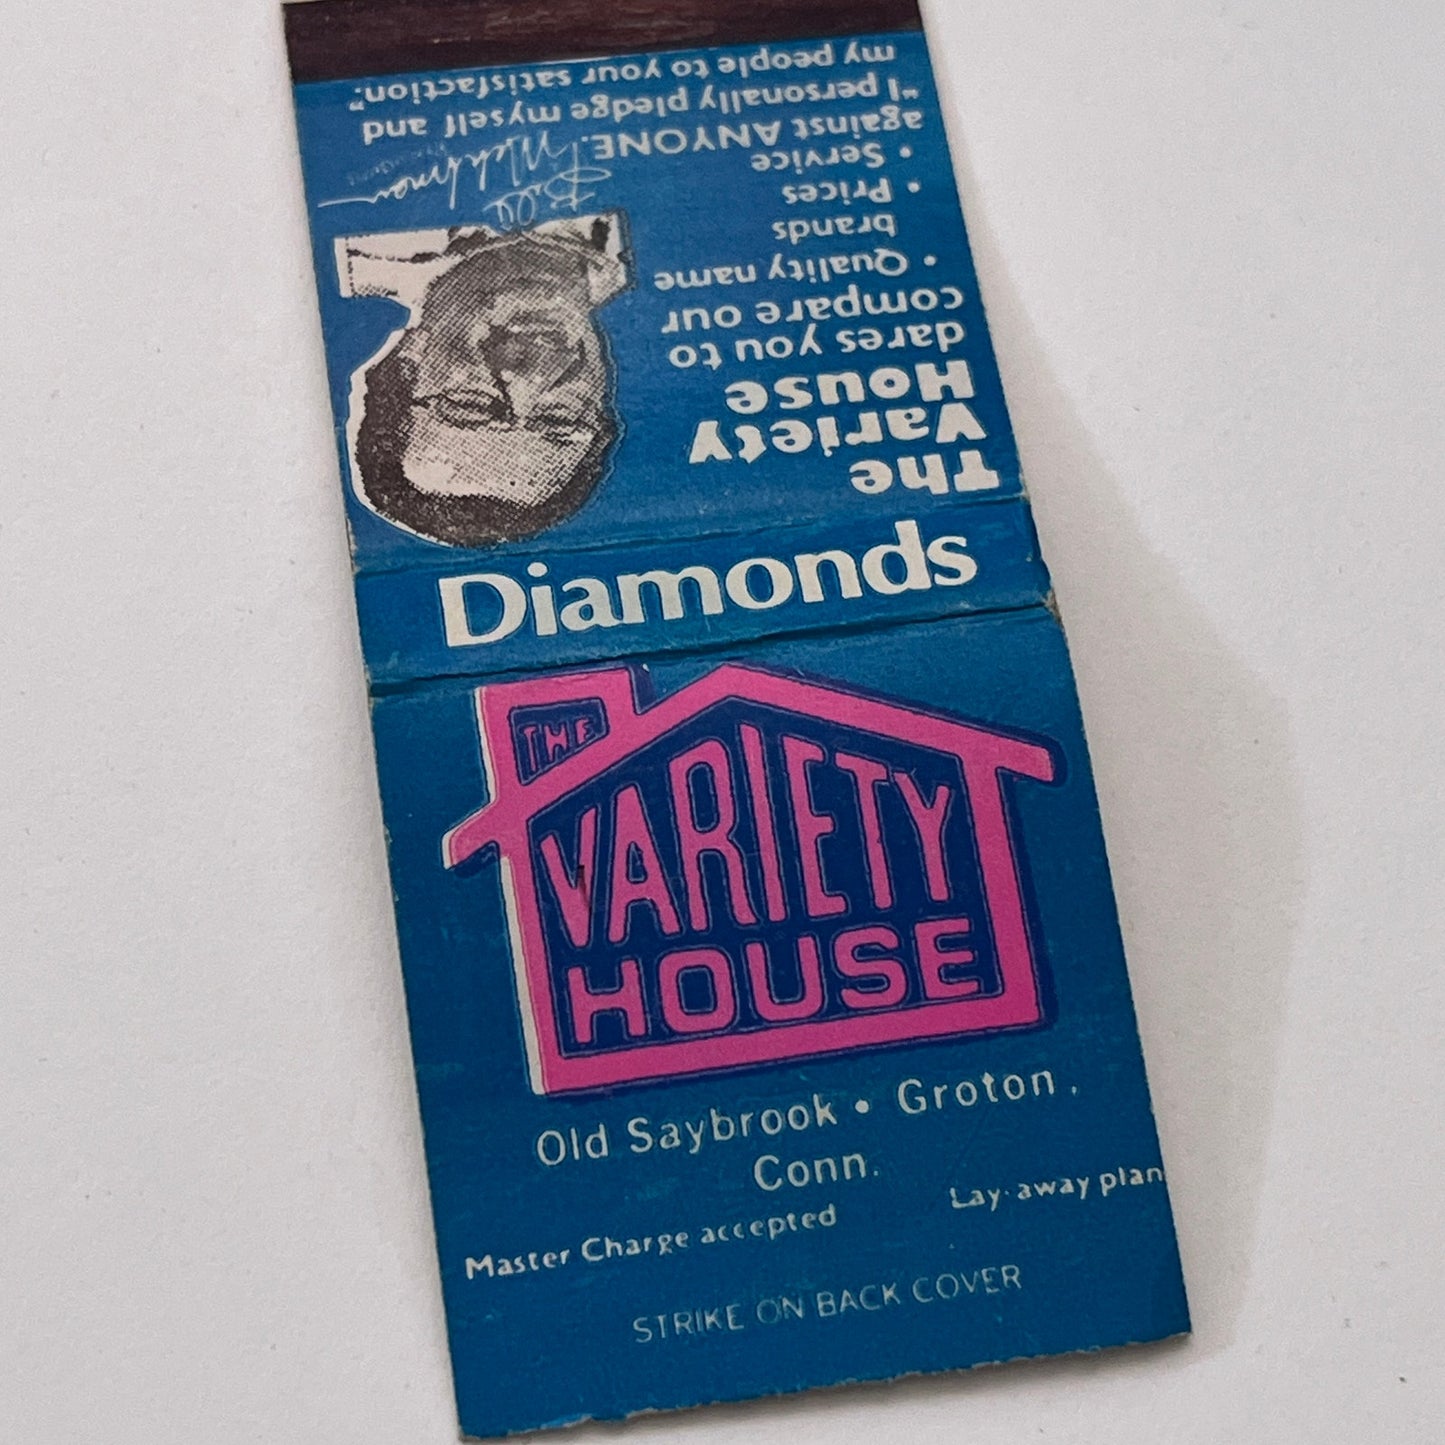 The
Variety
House
dares you to
compare our
• Quality name
brands
• Prices
• Service
against ANYONE.
"I personally pledge myself and
my people to your satisfaction."
Bill
Diamonds
THE
VARIETY
HOUSE
Old Saybrook • Groton,
Conn.
Master Charge accepted Lay-away plan
STRIKE ON BACK COVER